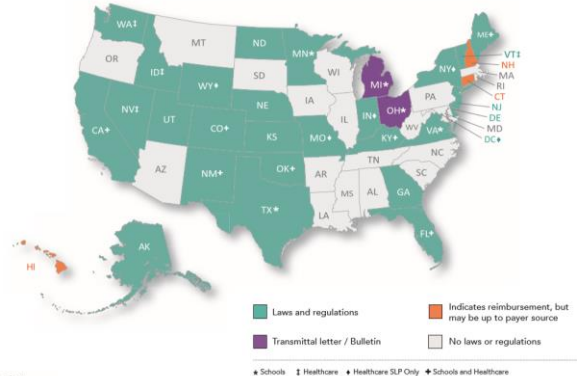 WA‡
MT
ND
MN★
OR
ID‡
SD
WI
MI★
NY♦
ME✚
WY✚
IA
NE
PA
NV‡
UT
CO✚
IL
IN♦
OH★
WV
VA★
CA✚
KS
MO♦
KY♦
NC
TN
SC
AZ
NM✚
OK✚
AR
MS
AL
GA
TX★
LA
FL✚
AK
HI
VT‡
NH
MA
RI
CT
NJ
DE
MD
DC♦
Laws and regulations
Indicates reimbursement, but
may be up to payer source
Transmittal letter / Bulletin
No laws or regulations
★ Schools ‡ Healthcare ♦ Healthcare SLP Only ✚ Schools and Healthcare